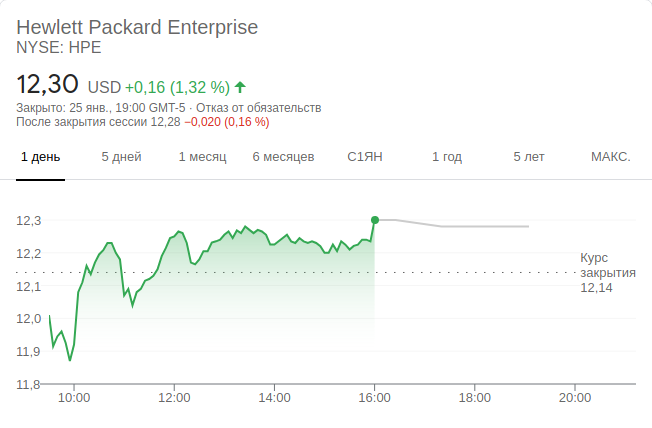 Hewlett Packard Enterprise
NYSE: HPE
12,30 USD +0,16 (1,32 %)
Закрыто: 25 янв., 19:00 GMT-5 · Отказ от обязательств
После закрытия сессии 12,28 −0,020 (0,16 %)
1 день 5 дней 1 месяц 6 месяцев С1ЯН 1 год 5 лет МАКС.
12,3
12,2
Курс
закрытия
12,14
12,1
12,0
11,9
11,8
10:00 12:00 14:00 16:00 18:00 20:00